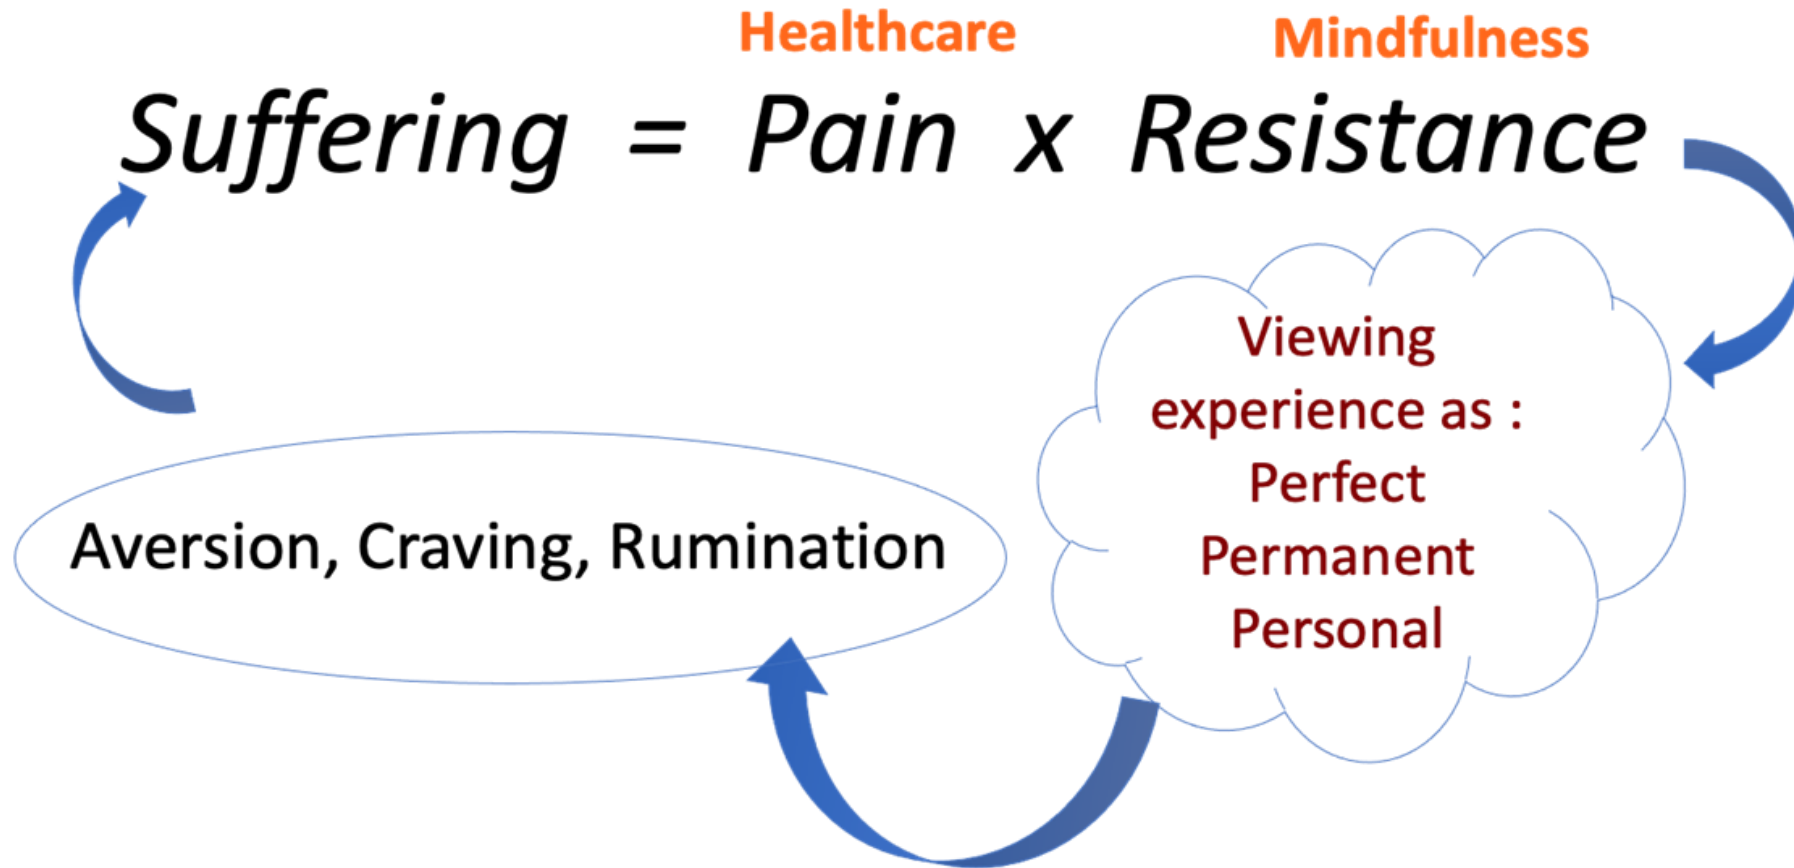 Healthcare Mindfulness
Suffering = Pain x Resistance
Viewing
experience as :
Perfect
Permanent
Personal
Aversion, Craving, Rumination